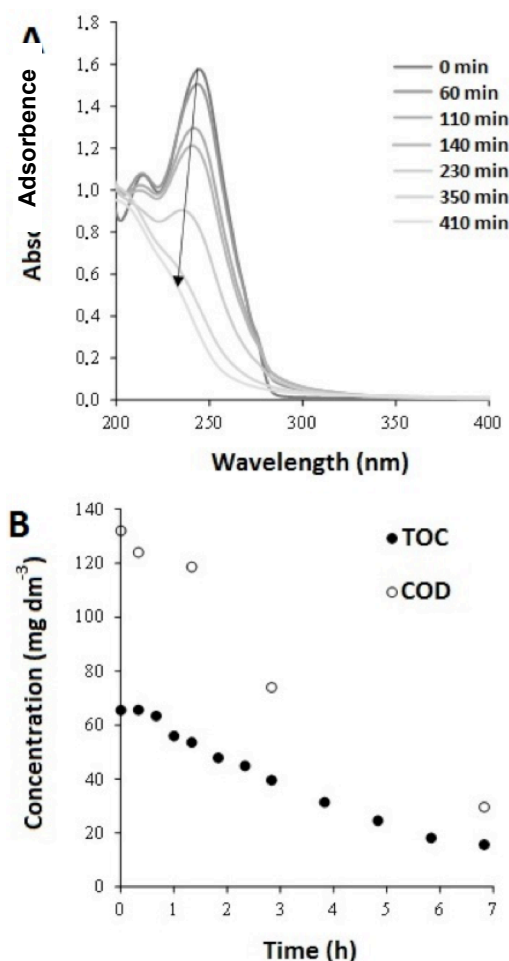 A
Adsorbence
Abs
1,8
1,6
1,4
1,2
1,0
0,8
0,6
0,4
0,2
0,0
200
250
300
350
400
0 min
60 min
110 min
140 min
230 min
350 min
410 min
Wavelength (nm)
B
Concentration (mg dm⁻³)
140
120
100
80
60
40
20
0
0
1
2
3
4
5
6
7
TOC
COD
Time (h)